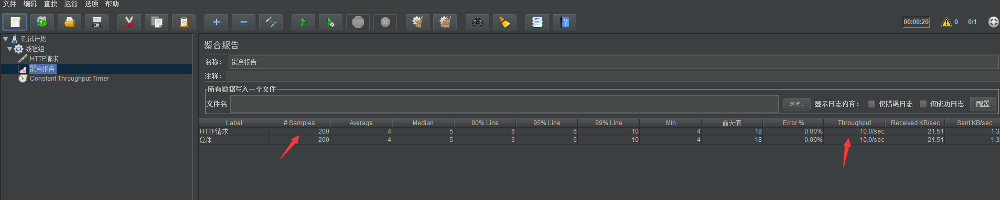 文件 编辑 查找 运行 选项 帮助
STOP 00:00:20 0 0/1
测试计划
线程组
HTTP请求
聚合报告
Constant Throughput Timer
聚合报告
名称： 聚合报告
注释：
所有数据写入一个文件
文件名 浏览... 显示日志内容： 仅错误日志 仅成功日志 配置
Label # Samples Average Median 90% Line 95% Line 99% Line Min 最大值 Error % Throughput Received KB/sec Sent KB/sec
HTTP请求 200 4 5 6 6 10 4 18 0.00% 10.0/sec 21.51 1.3
总体 200 4 5 6 6 10 4 18 0.00% 10.0/sec 21.51 1.3